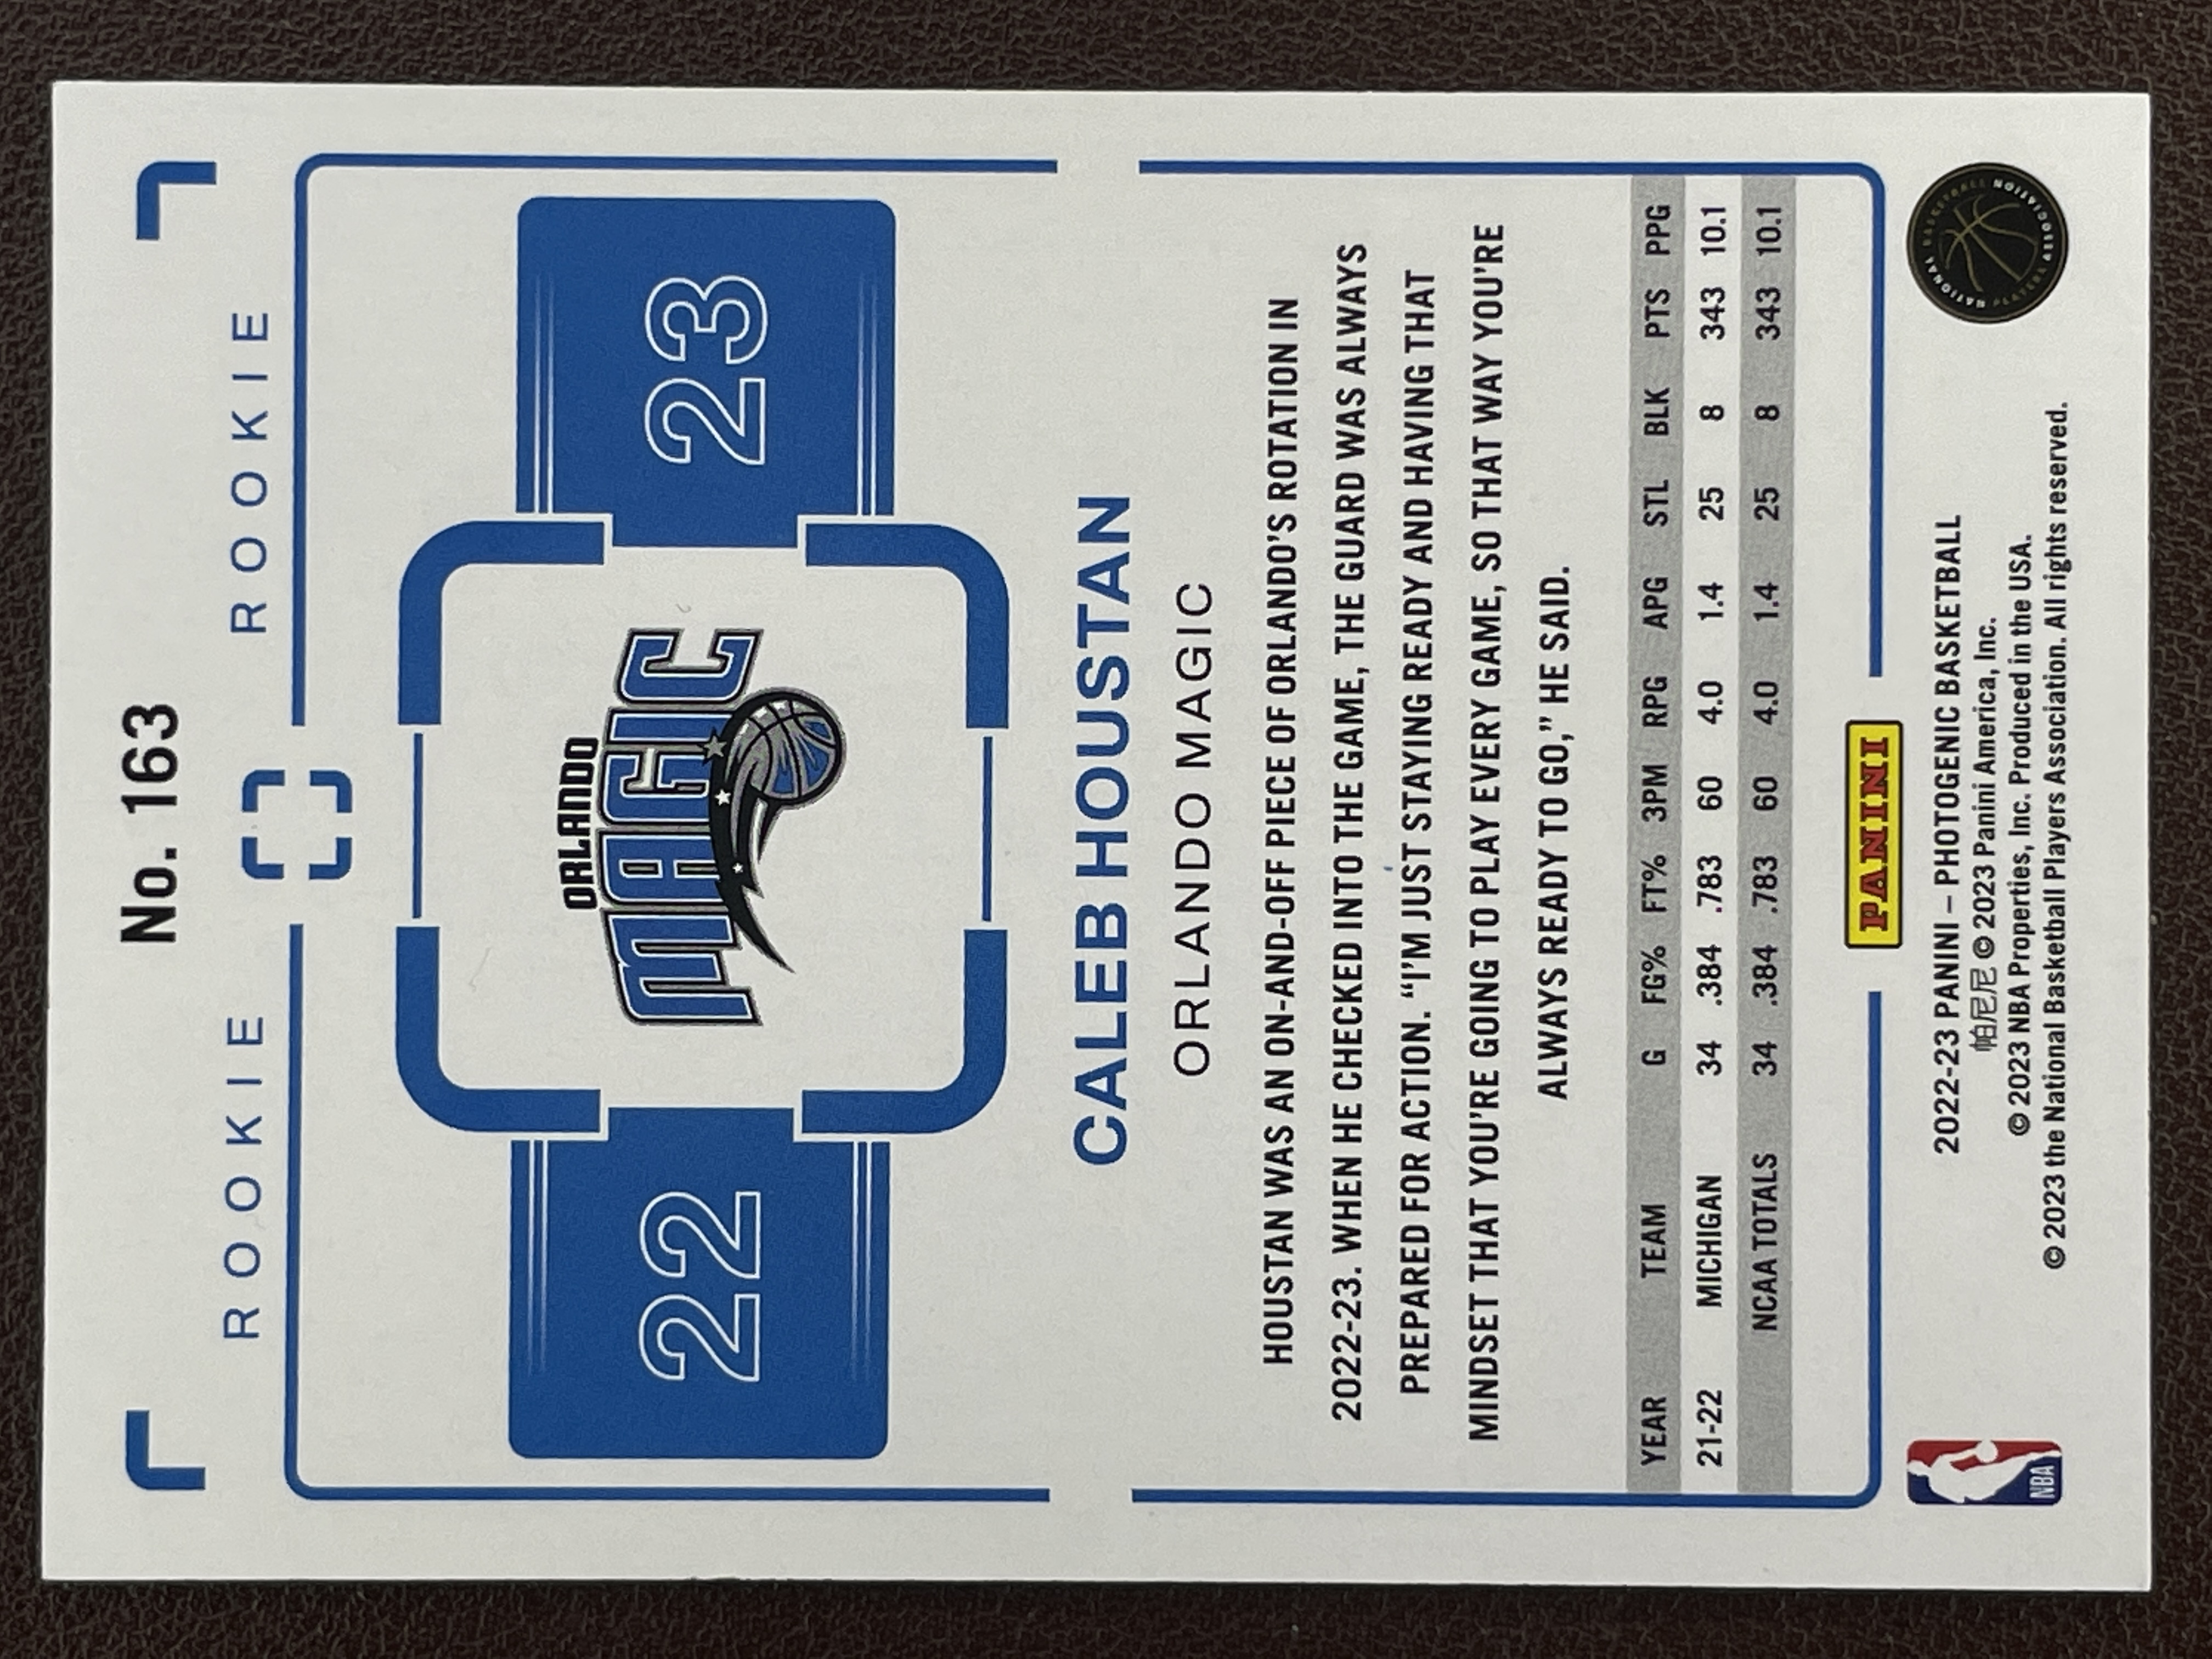 No. 163
ROOKIE ROOKIE
22 23
ORLANDO
MAGIC
CALEB HOUSTAN
ORLANDO MAGIC
HOUSTAN WAS AN ON-AND-OFF PIECE OF ORLANDO'S ROTATION IN
2022-23. WHEN HE CHECKED INTO THE GAME, THE GUARD WAS ALWAYS
PREPARED FOR ACTION. “I'M JUST STAYING READY AND HAVING THAT
MINDSET THAT YOU'RE GOING TO PLAY EVERY GAME, SO THAT WAY YOU'RE
ALWAYS READY TO GO,” HE SAID.
YEAR TEAM G FG% FT% 3PM RPG APG STL BLK PTS PPG
21-22 MICHIGAN 34 .384 .783 60 4.0 1.4 25 8 343 10.1
NCAA TOTALS 34 .384 .783 60 4.0 1.4 25 8 343 10.1
PANINI
NBA
2022-23 PANINI – PHOTOGENIC BASKETBALL
帕尼尼 © 2023 Panini America, Inc.
© 2023 NBA Properties, Inc. Produced in the USA.
© 2023 the National Basketball Players Association. All rights reserved.
NATIONAL BASKETBALL PLAYERS ASSOCIATION